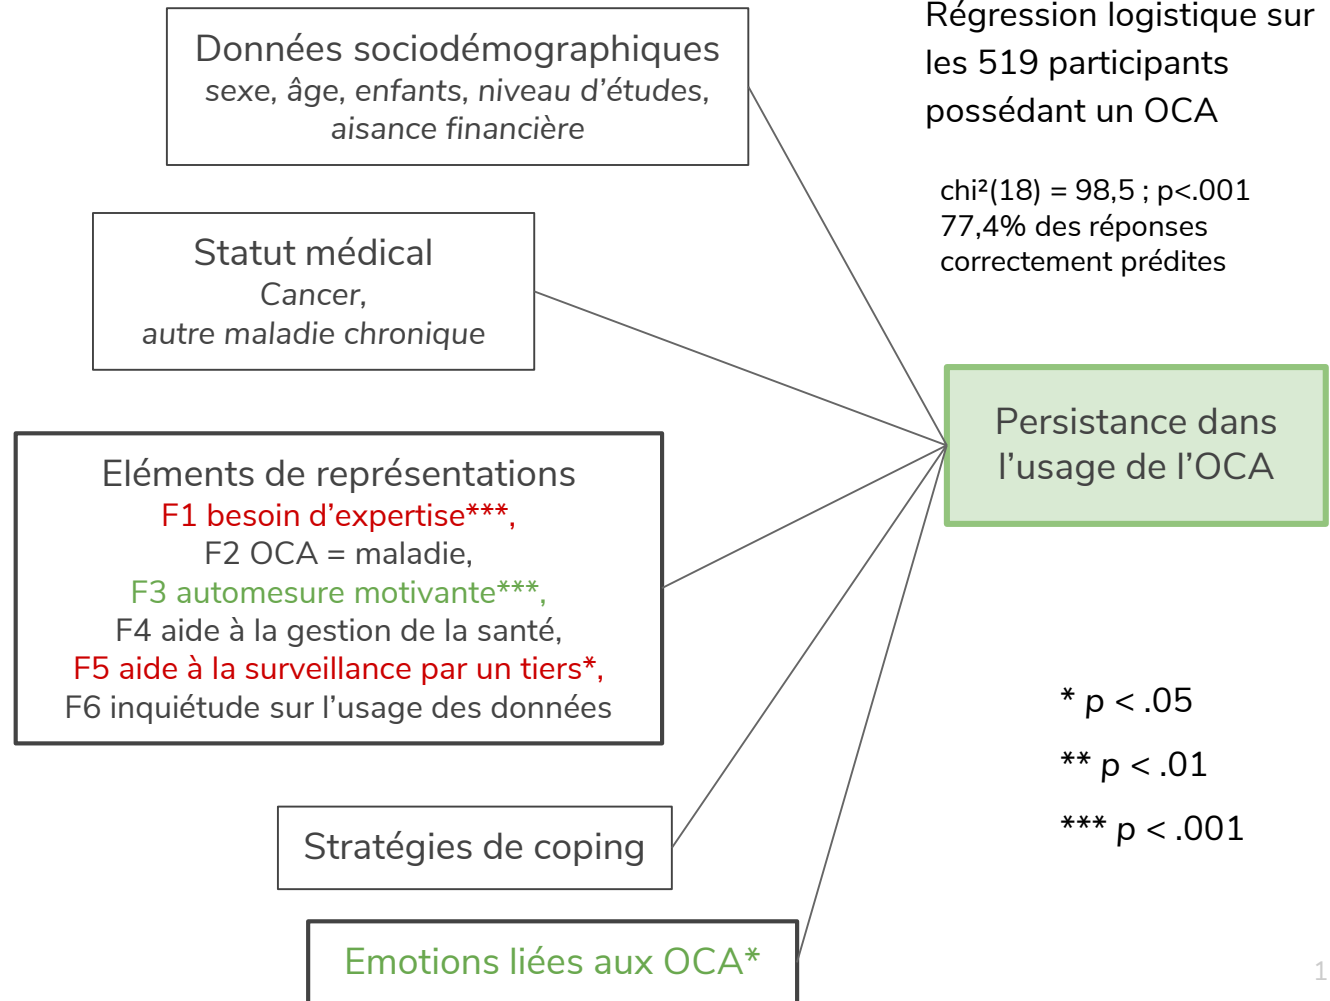 Données sociodémographiques
sexe, âge, enfants, niveau d'études,
aisance financière
Régression logistique sur
les 519 participants
possédant un OCA
chi²(18) = 98,5 ; p<.001
77,4% des réponses
correctement prédites
Statut médical
Cancer,
autre maladie chronique
Persistance dans
l'usage de l'OCA
Eléments de représentations
F1 besoin d'expertise***,
F2 OCA = maladie,
F3 automesure motivante***,
F4 aide à la gestion de la santé,
F5 aide à la surveillance par un tiers*,
F6 inquiétude sur l'usage des données
* p < .05
** p < .01
*** p < .001
Stratégies de coping
Emotions liées aux OCA*
1